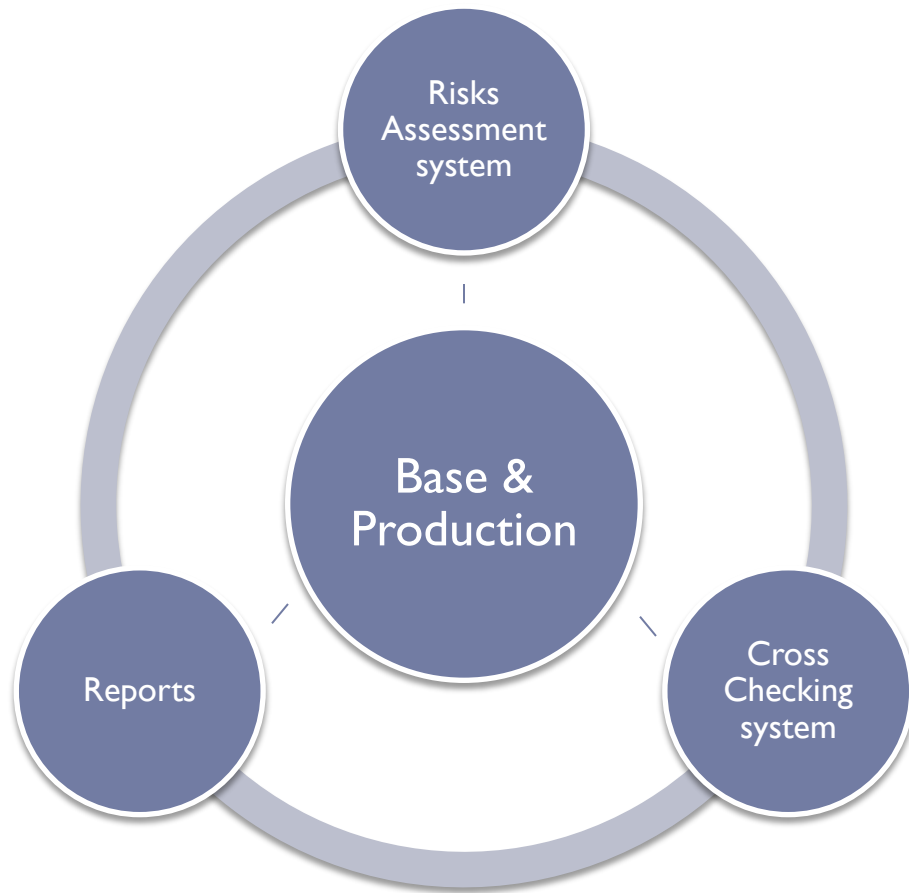 Risks
Assessment
system
Base &
Production
Reports
Cross
Checking
system